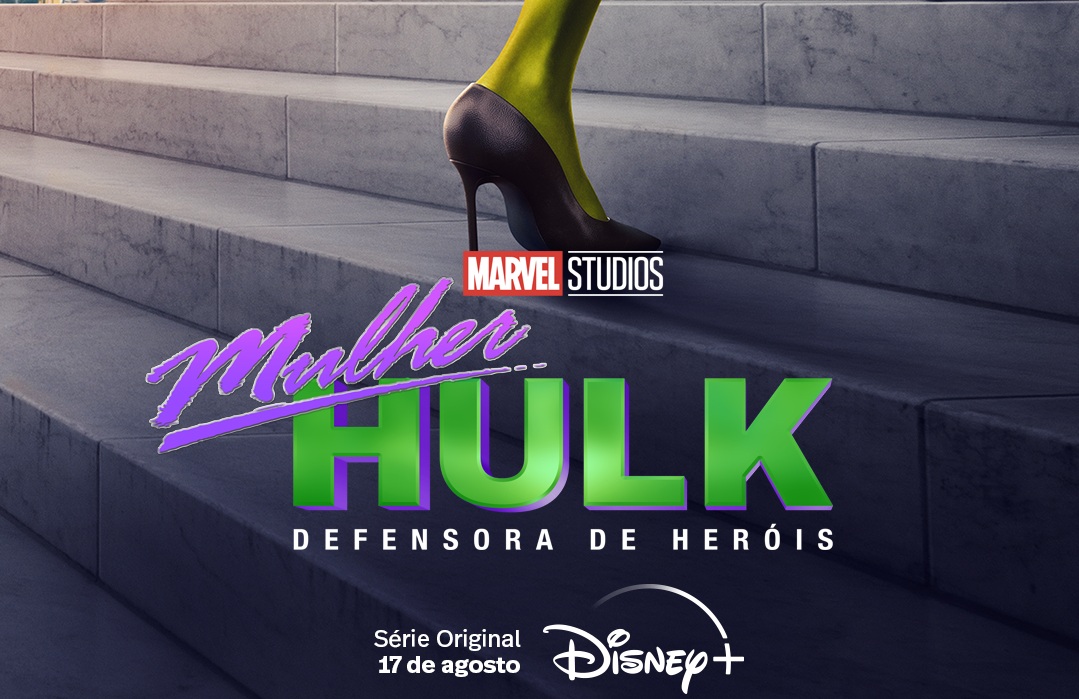 MARVEL STUDIOS
Mulher
HULK
DEFENSORA DE HERÓIS
Série Original
17 de agosto
Disney+